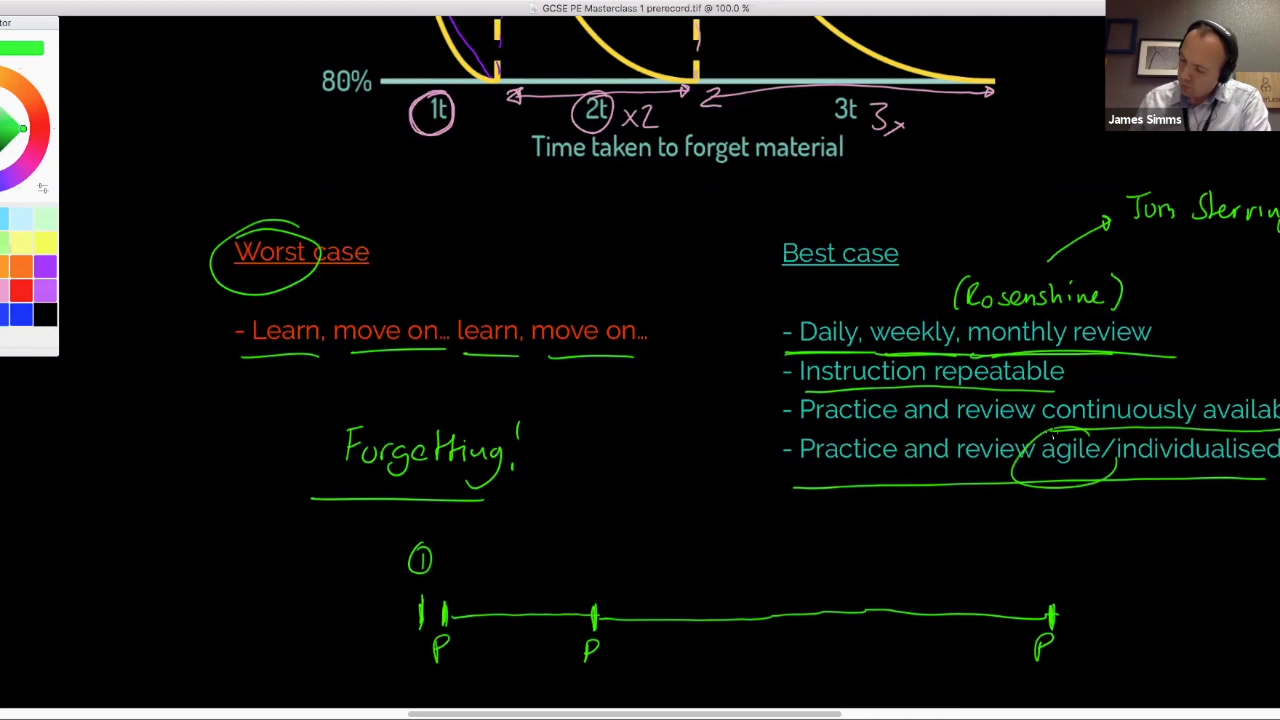 GCSE PE Masterclass 1 prerecord.tif @ 100.0 %
tor
James Simms
80%
1t 2t x2 3t 3x
Time taken to forget material
Tom
Worst case
Best case
(Rosenshine)
- Learn, move on... learn, move on...
- Daily, weekly, monthly review
- Instruction repeatable
- Practice and review continuously availab
- Practice and review agile/individualised
Forgetting!
1
P P P